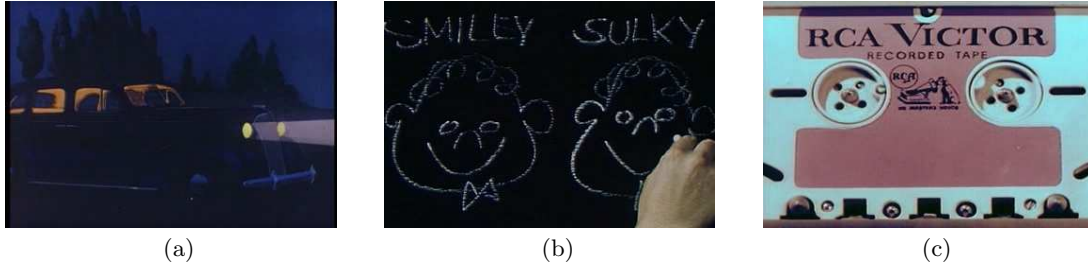 SMILEY SULKY
RCA VICTOR
RECORDED TAPE
RCA
(a)
(b)
(c)